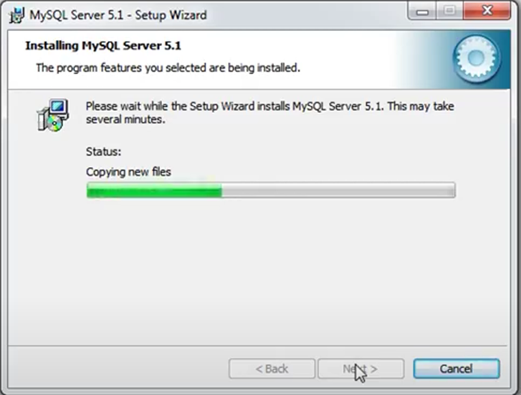 MySQL Server 5.1 - Setup Wizard
Installing MySQL Server 5.1
The program features you selected are being installed.
Please wait while the Setup Wizard installs MySQL Server 5.1. This may take
several minutes.
Status:
Copying new files
< Back
Next >
Cancel